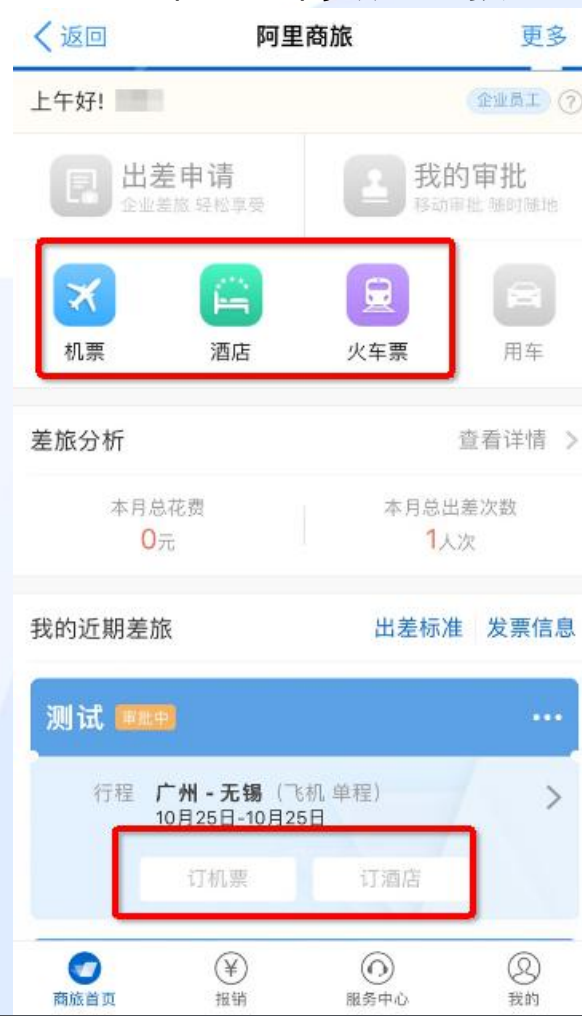 返回 阿里商旅 更多
上午好! 企业员工 ?
出差申请 我的审批
企业差旅 轻松享受 移动审批 随时随地
机票 酒店 火车票 用车
差旅分析 查看详情
本月总花费 本月总出差次数
0元 1人次
我的近期差旅 出差标准 发票信息
测试 审批中
行程 广州 - 无锡（飞机 单程）
10月25日-10月25日
订机票 订酒店
商旅首页 报销 服务中心 我的